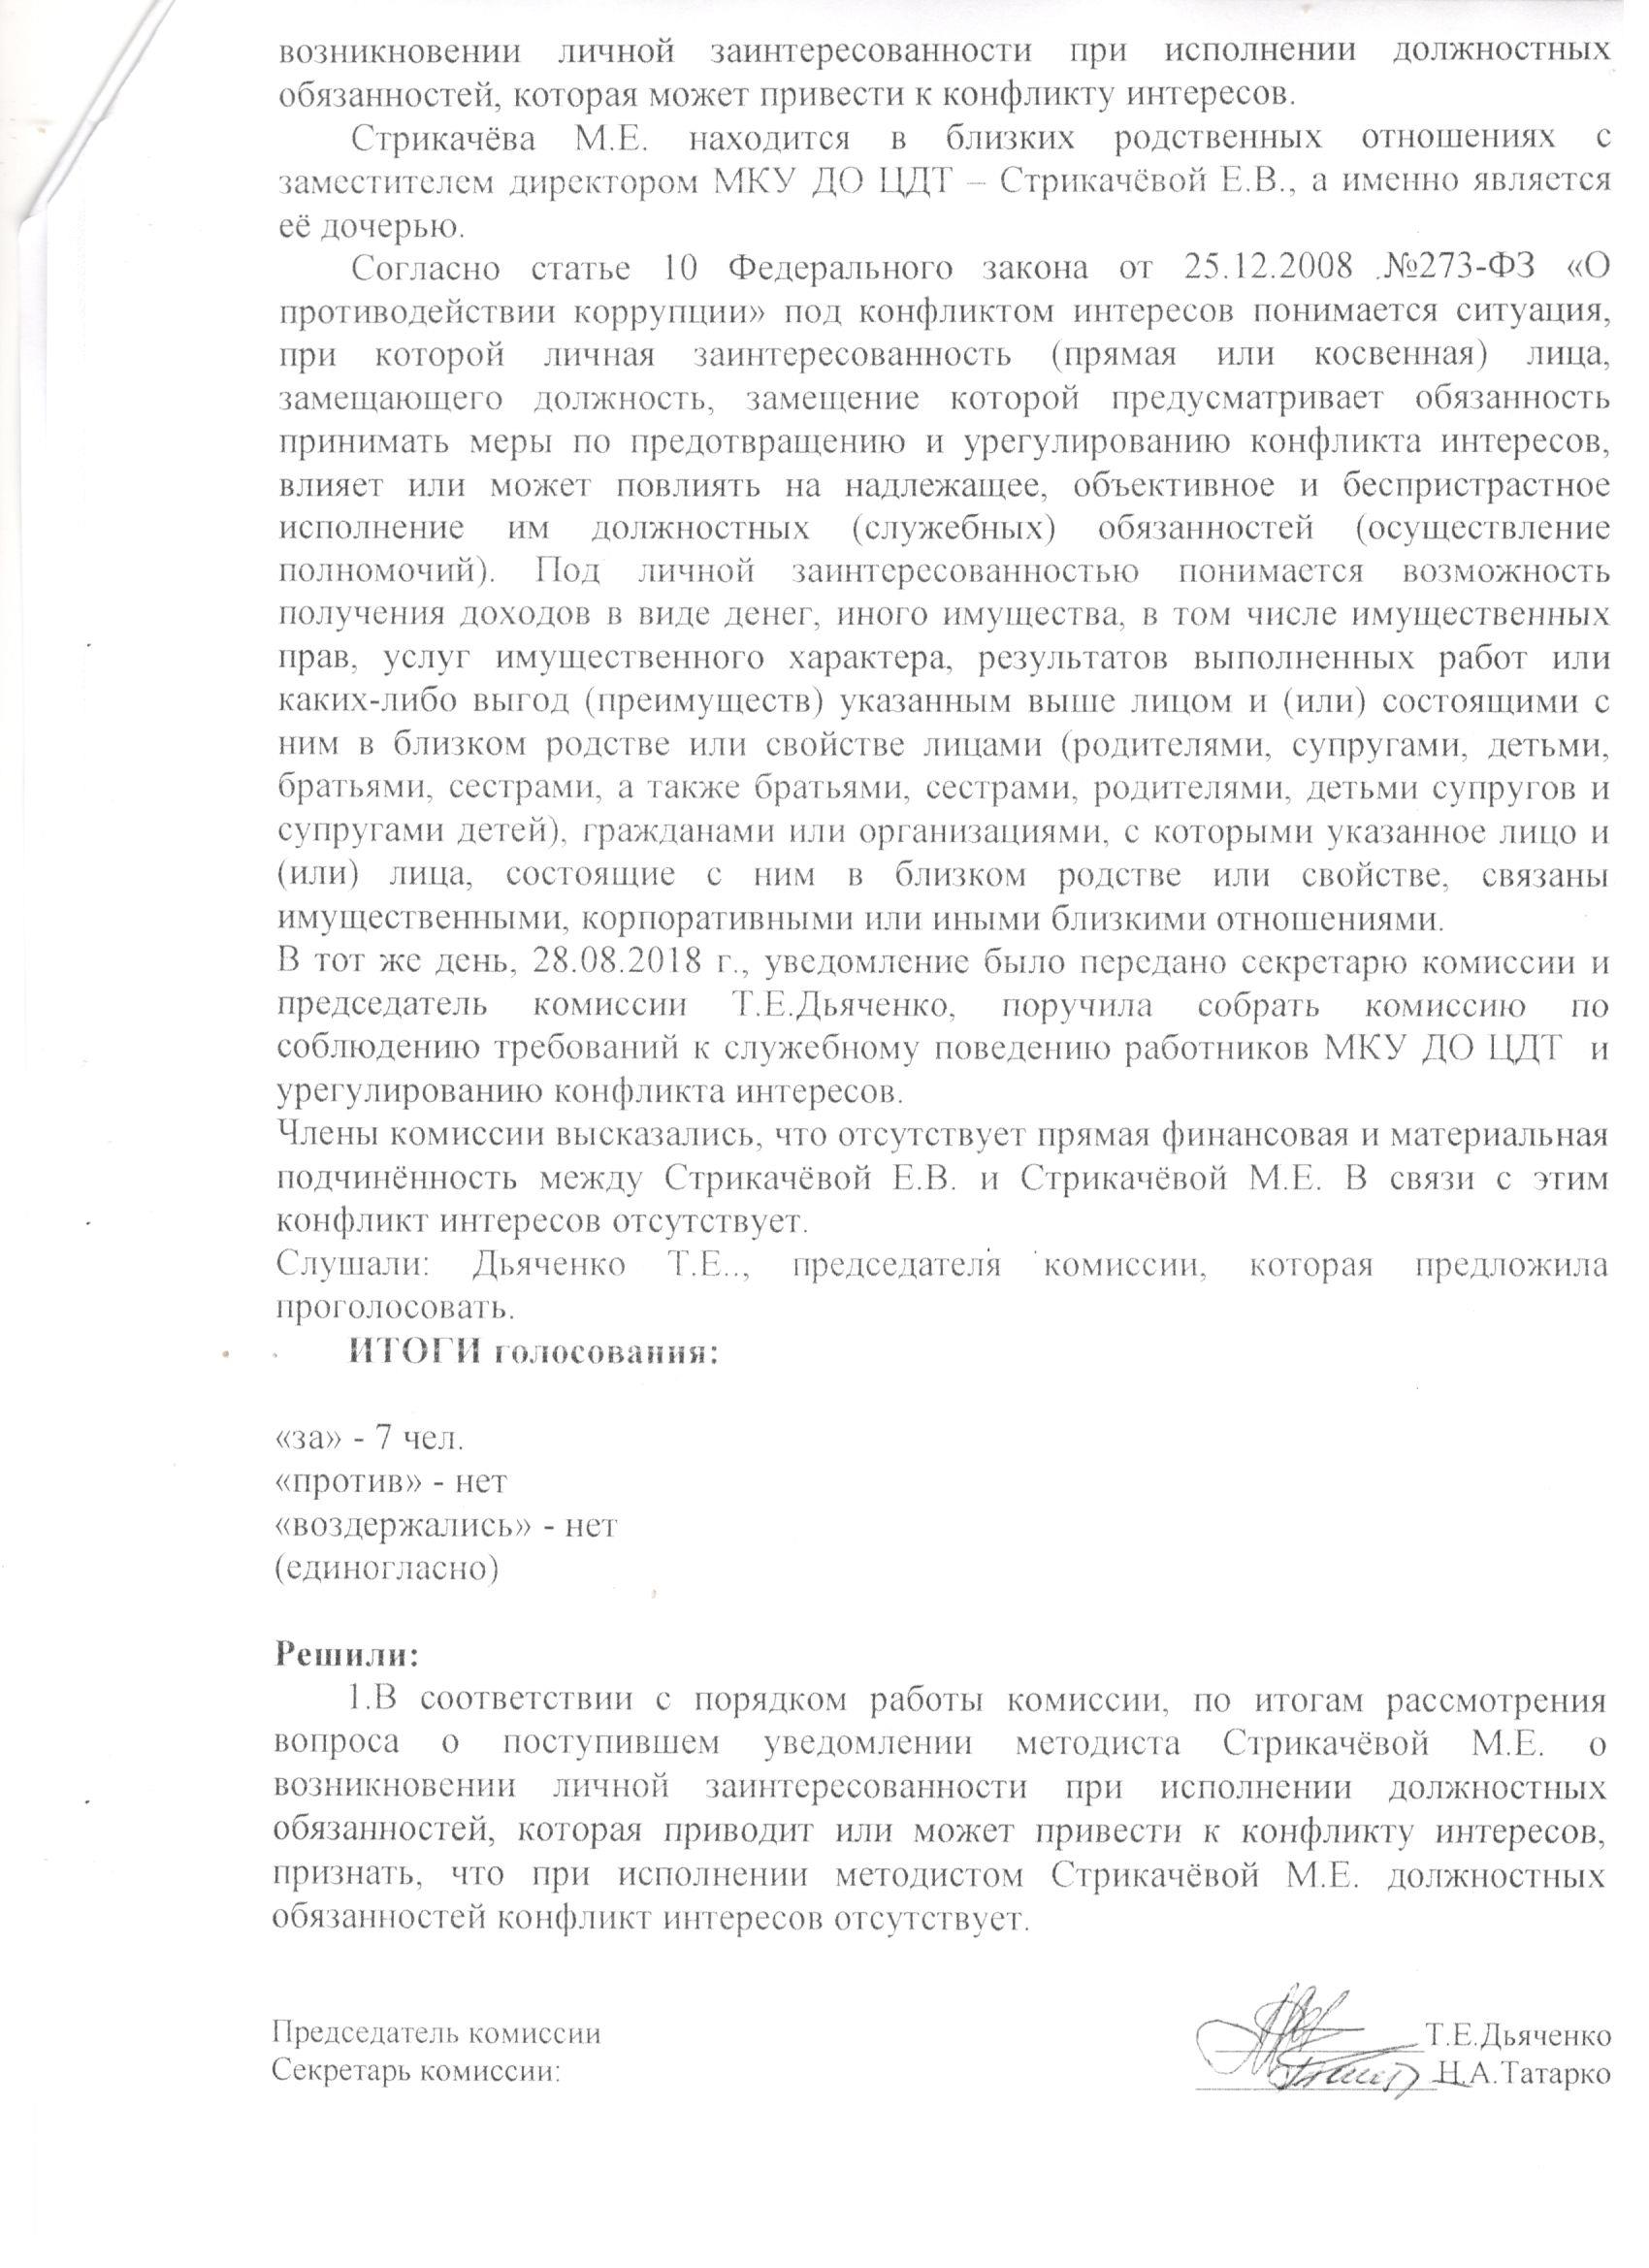 возникновении личной заинтересованности при исполнении должностных
обязанностей, которая может привести к конфликту интересов.
Стрикачёва М.Е. находится в близких родственных отношениях с
заместителем директором МКУ ДО ЦДТ – Стрикачёвой Е.В., а именно является
её дочерью.
Согласно статье 10 Федерального закона от 25.12.2008 .№273-ФЗ «О
противодействии коррупции» под конфликтом интересов понимается ситуация,
при которой личная заинтересованность (прямая или косвенная) лица,
замещающего должность, замещение которой предусматривает обязанность
принимать меры по предотвращению и урегулированию конфликта интересов,
влияет или может повлиять на надлежащее, объективное и беспристрастное
исполнение им должностных (служебных) обязанностей (осуществление
полномочий). Под личной заинтересованностью понимается возможность
получения доходов в виде денег, иного имущества, в том числе имущественных
прав, услуг имущественного характера, результатов выполненных работ или
каких-либо выгод (преимуществ) указанным выше лицом и (или) состоящими с
ним в близком родстве или свойстве лицами (родителями, супругами, детьми,
братьями, сестрами, а также братьями, сестрами, родителями, детьми супругов и
супругами детей), гражданами или организациями, с которыми указанное лицо и
(или) лица, состоящие с ним в близком родстве или свойстве, связаны
имущественными, корпоративными или иными близкими отношениями.
В тот же день, 28.08.2018 г., уведомление было передано секретарю комиссии и
председатель комиссии Т.Е.Дьяченко, поручила собрать комиссию по
соблюдению требований к служебному поведению работников МКУ ДО ЦДТ и
урегулированию конфликта интересов.
Члены комиссии высказались, что отсутствует прямая финансовая и материальная
подчинённость между Стрикачёвой Е.В. и Стрикачёвой М.Е. В связи с этим
конфликт интересов отсутствует.
Слушали: Дьяченко Т.Е.., председателя комиссии, которая предложила
проголосовать.
ИТОГИ голосования:
«за» - 7 чел.
«против» - нет
«воздержались» - нет
(единогласно)
Решили:
1.В соответствии с порядком работы комиссии, по итогам рассмотрения
вопроса о поступившем уведомлении методиста Стрикачёвой М.Е. о
возникновении личной заинтересованности при исполнении должностных
обязанностей, которая приводит или может привести к конфликту интересов,
признать, что при исполнении методистом Стрикачёвой М.Е. должностных
обязанностей конфликт интересов отсутствует.
Председатель комиссии Т.Е.Дьяченко
Секретарь комиссии: Н.А.Татарко